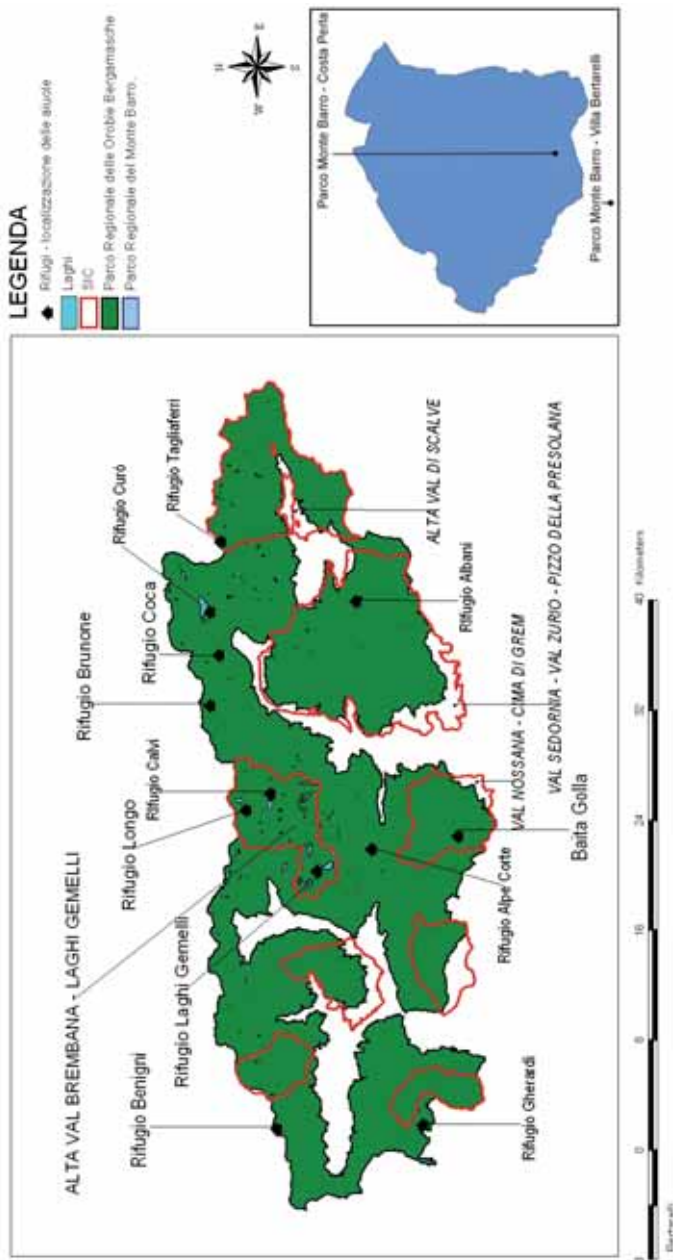 LEGENDA
Rifugi - localizzazione delle aiuole
Laghi
SIC
Parco Regionale delle Orobie Bergamasche
Parco Regionale del Monte Barro
N
E
S
W
Parco Monte Barro - Costa Perla
Parco Monte Barro - Villa Bertarelli
ALTA VAL BREMBANA - LAGHI GEMELLI
Rifugio Benigni
Rifugio Laghi Gemelli
Rifugio Longo
Rifugio Calvi
Rifugio Brunone
Rifugio Coca
Rifugio Curò
Rifugio Tagliaferri
Rifugio Gherardi
Rifugio Alpe Corte
Baita Golla
VAL NOSSANA - CIMA DI GREM
VAL SEDORNIA - VAL ZURIO - PIZZO DELLA PRESOLANA
Rifugio Albani
ALTA VAL DI SCALVE
8 0 8 16 24 32 40
Kilometers